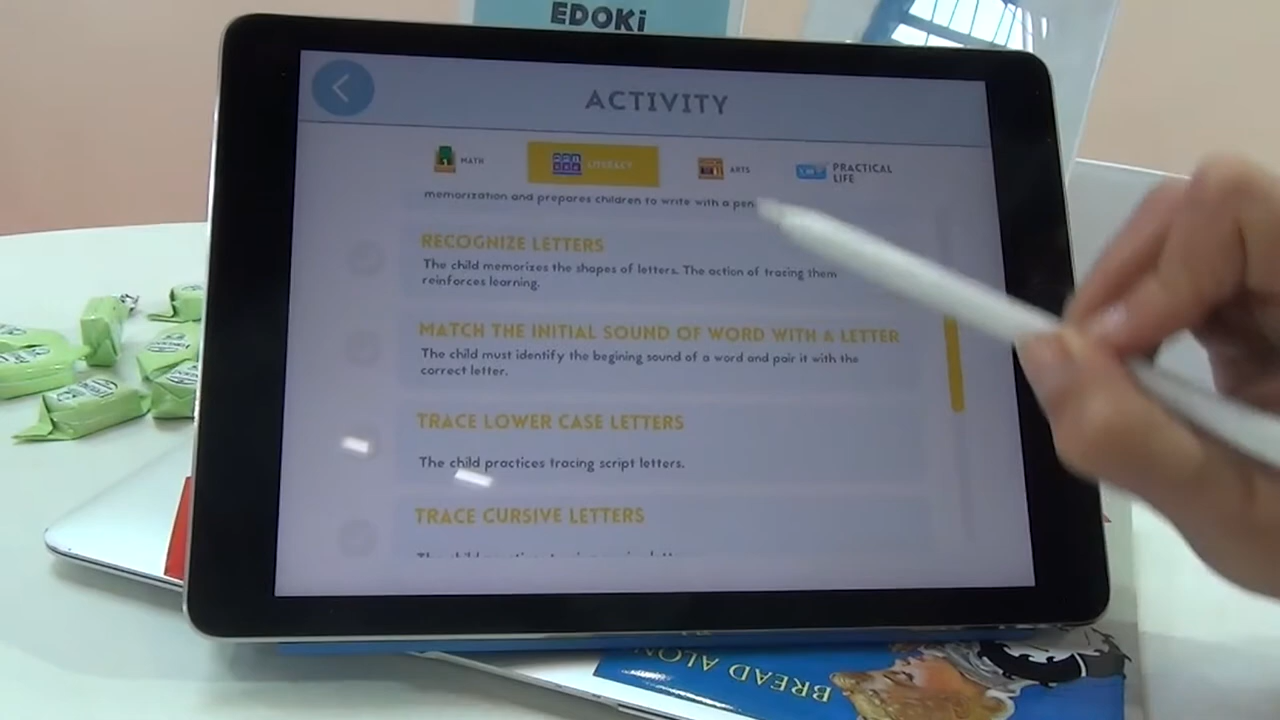 EDOKi
ACTIVITY
MATH
LITERACY
ARTS
PRACTICAL
LIFE
memorization and prepares children to write with a pen.
RECOGNIZE LETTERS
The child memorizes the shapes of letters. The action of tracing them
reinforces learning.
MATCH THE INITIAL SOUND OF WORD WITH A LETTER
The child must identify the begining sound of a word and pair it with the
correct letter.
TRACE LOWER CASE LETTERS
The child practices tracing script letters.
TRACE CURSIVE LETTERS
BREAD ALON